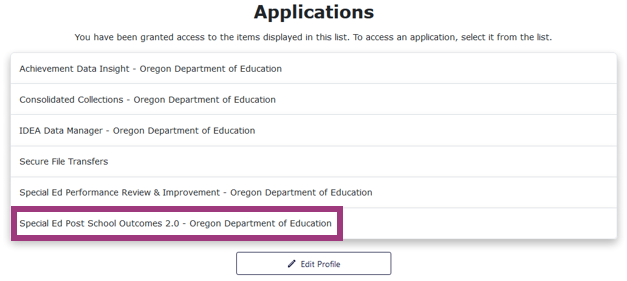 Applications
You have been granted access to the items displayed in this list. To access an application, select it from the list.
Achievement Data Insight - Oregon Department of Education
Consolidated Collections - Oregon Department of Education
IDEA Data Manager - Oregon Department of Education
Secure File Transfers
Special Ed Performance Review & Improvement - Oregon Department of Education
Special Ed Post School Outcomes 2.0 - Oregon Department of Education
Edit Profile